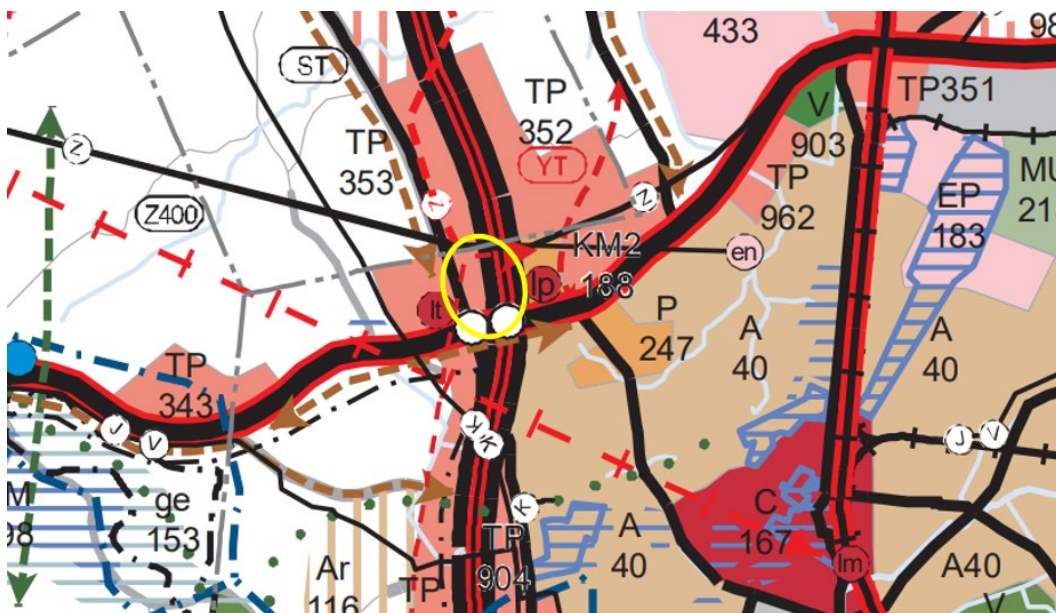 433
98
ST
TP
352
TP351
V
903
TP
353
YT
MU
21
Z
TP
962
EP
183
Z
Z
Z400
KM2
188
en
lp
lt
P
247
A
40
A
40
TP
343
J
V
K
K
K
J
V
M
98
ge
153
K
A
40
C
167
TP
904
Ar
116
TP
lm
A40
V